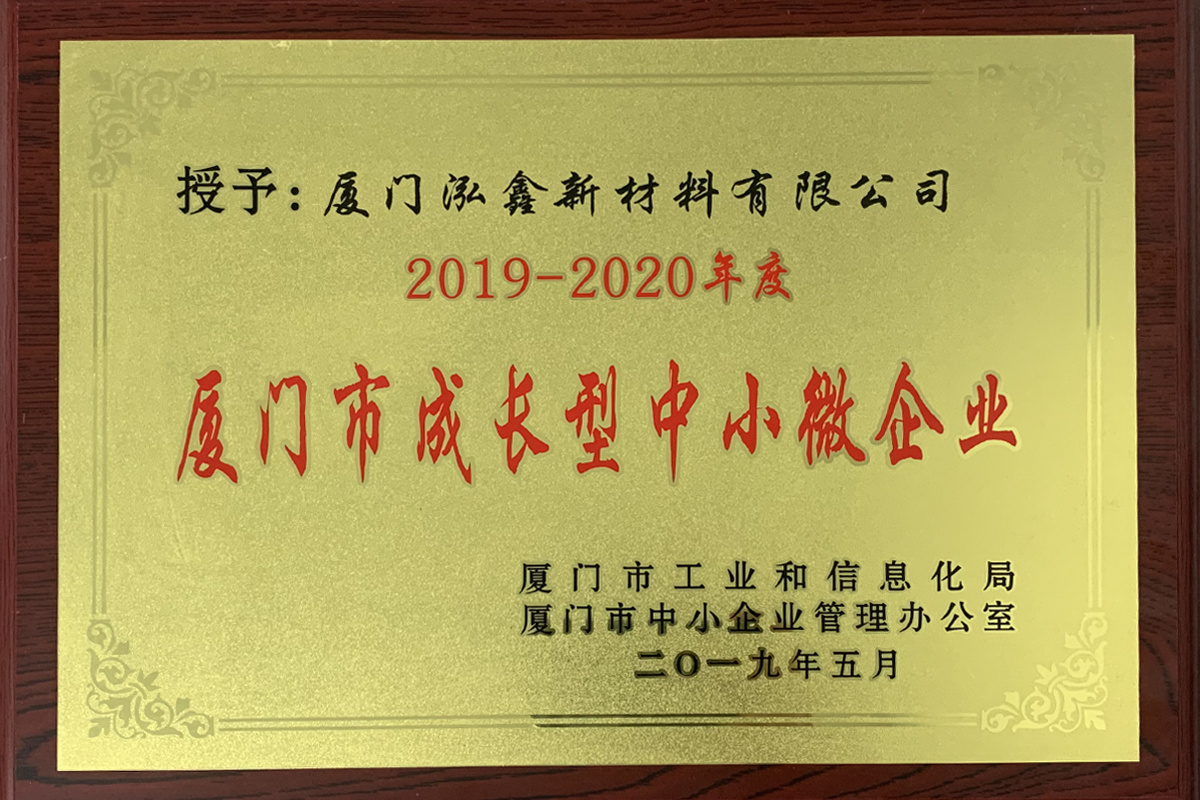 授予：厦门泓鑫新材料有限公司
2019-2020年度
厦门市成长型中小微企业
厦门市工业和信息化局
厦门市中小企业管理办公室
二〇一九年五月